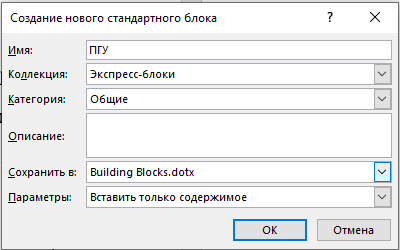 Создание нового стандартного блока ? ×
Имя: ПГУ
Коллекция: Экспресс-блоки
Категория: Общие
Описание:
Сохранить в: Building Blocks.dotx
Параметры: Вставить только содержимое
ОК Отмена